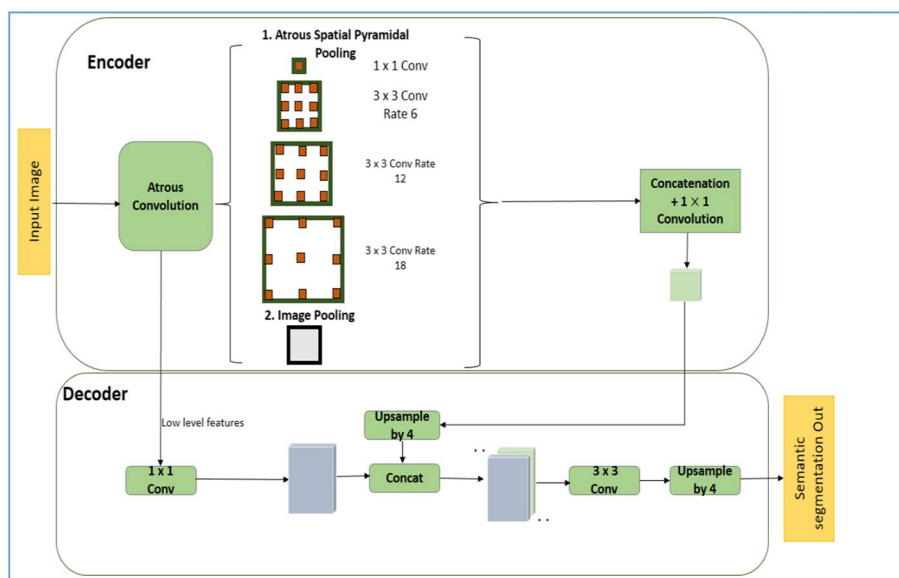 Encoder
Input Image
Atrous
Convolution
1. Atrous Spatial Pyramidal
Pooling
1 x 1 Conv
3 x 3 Conv
Rate 6
3 x 3 Conv Rate
12
3 x 3 Conv Rate
18
2. Image Pooling
Concatenation
+ 1 × 1
Convolution
Decoder
Low level features
1 x 1
Conv
Upsample
by 4
Concat
. .
. .
3 x 3
Conv
Upsample
by 4
Semantic
segmentation Out